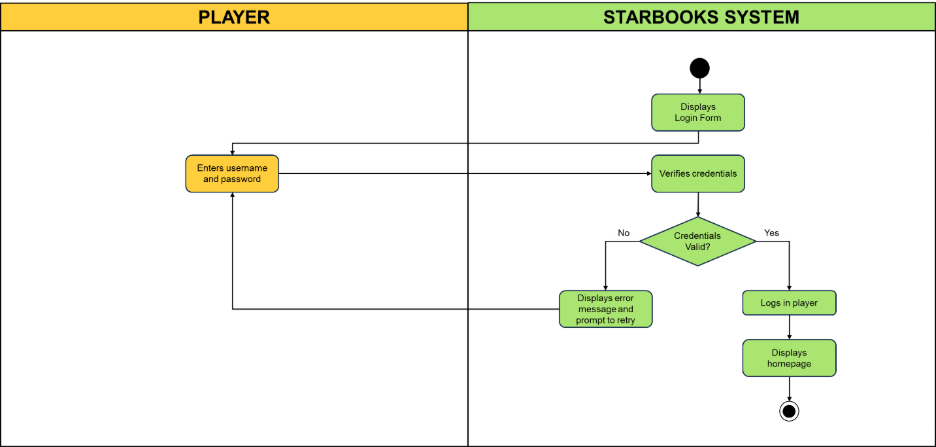 PLAYER
STARBOOKS SYSTEM
Displays
Login Form
Enters username
and password
Verifies credentials
Credentials
Valid?
No
Yes
Displays error
message and
prompt to retry
Logs in player
Displays
homepage